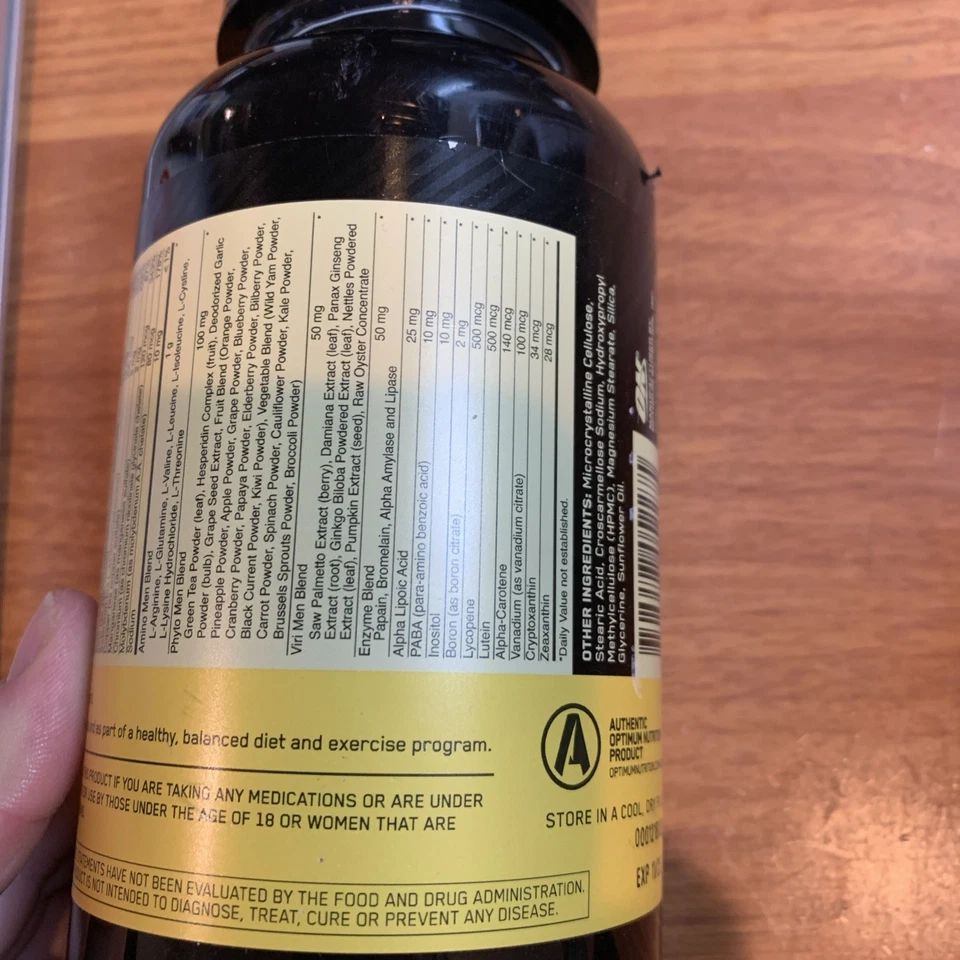 Sodium 10 mg
Amino Men Blend 1 g *
L-Arginine, L-Glutamine, L-Valine, L-Leucine, L-Isoleucine, L-Cystine,
L-Lysine Hydrochloride, L-Threonine
Phyto Men Blend 100 mg *
Green Tea Powder (leaf), Hesperidin Complex (fruit), Deodorized Garlic
Powder (bulb), Grape Seed Extract, Fruit Blend (Orange Powder,
Pineapple Powder, Apple Powder, Grape Powder, Blueberry Powder,
Cranberry Powder, Papaya Powder, Elderberry Powder, Bilberry Powder,
Black Current Powder, Kiwi Powder), Vegetable Blend (Wild Yam Powder,
Carrot Powder, Spinach Powder, Cauliflower Powder, Kale Powder,
Brussels Sprouts Powder, Broccoli Powder)
Viri Men Blend 50 mg *
Saw Palmetto Extract (berry), Damiana Extract (leaf), Panax Ginseng
Extract (root), Ginkgo Biloba Powdered Extract (leaf), Nettles Powdered
Extract (leaf), Pumpkin Extract (seed), Raw Oyster Concentrate
Enzyme Blend 50 mg *
Papain, Bromelain, Alpha Amylase and Lipase
Alpha Lipoic Acid 25 mg *
PABA (para-amino benzoic acid) 10 mg *
Inositol 10 mg *
Boron (as boron citrate) 2 mg *
Lycopene 500 mcg *
Lutein 500 mcg *
Alpha-Carotene 140 mcg *
Vanadium (as vanadium citrate) 100 mcg *
Cryptoxanthin 34 mcg *
Zeaxanthin 28 mcg *
*Daily Value not established.
OTHER INGREDIENTS: Microcrystalline Cellulose,
Stearic Acid, Croscarmellose Sodium, Hydroxypropyl
Methylcellulose (HPMC), Magnesium Stearate, Silica,
Glycerine, Sunflower Oil.
as part of a healthy, balanced diet and exercise program.
PRODUCT IF YOU ARE TAKING ANY MEDICATIONS OR ARE UNDER
USE BY THOSE UNDER THE AGE OF 18 OR WOMEN THAT ARE
STATEMENTS HAVE NOT BEEN EVALUATED BY THE FOOD AND DRUG ADMINISTRATION.
IS NOT INTENDED TO DIAGNOSE, TREAT, CURE OR PREVENT ANY DISEASE.
A
AUTHENTIC
OPTIMUM NUTRITION
PRODUCT
OPTIMUMNUTRITION.COM
STORE IN A COOL, DRY
EXP